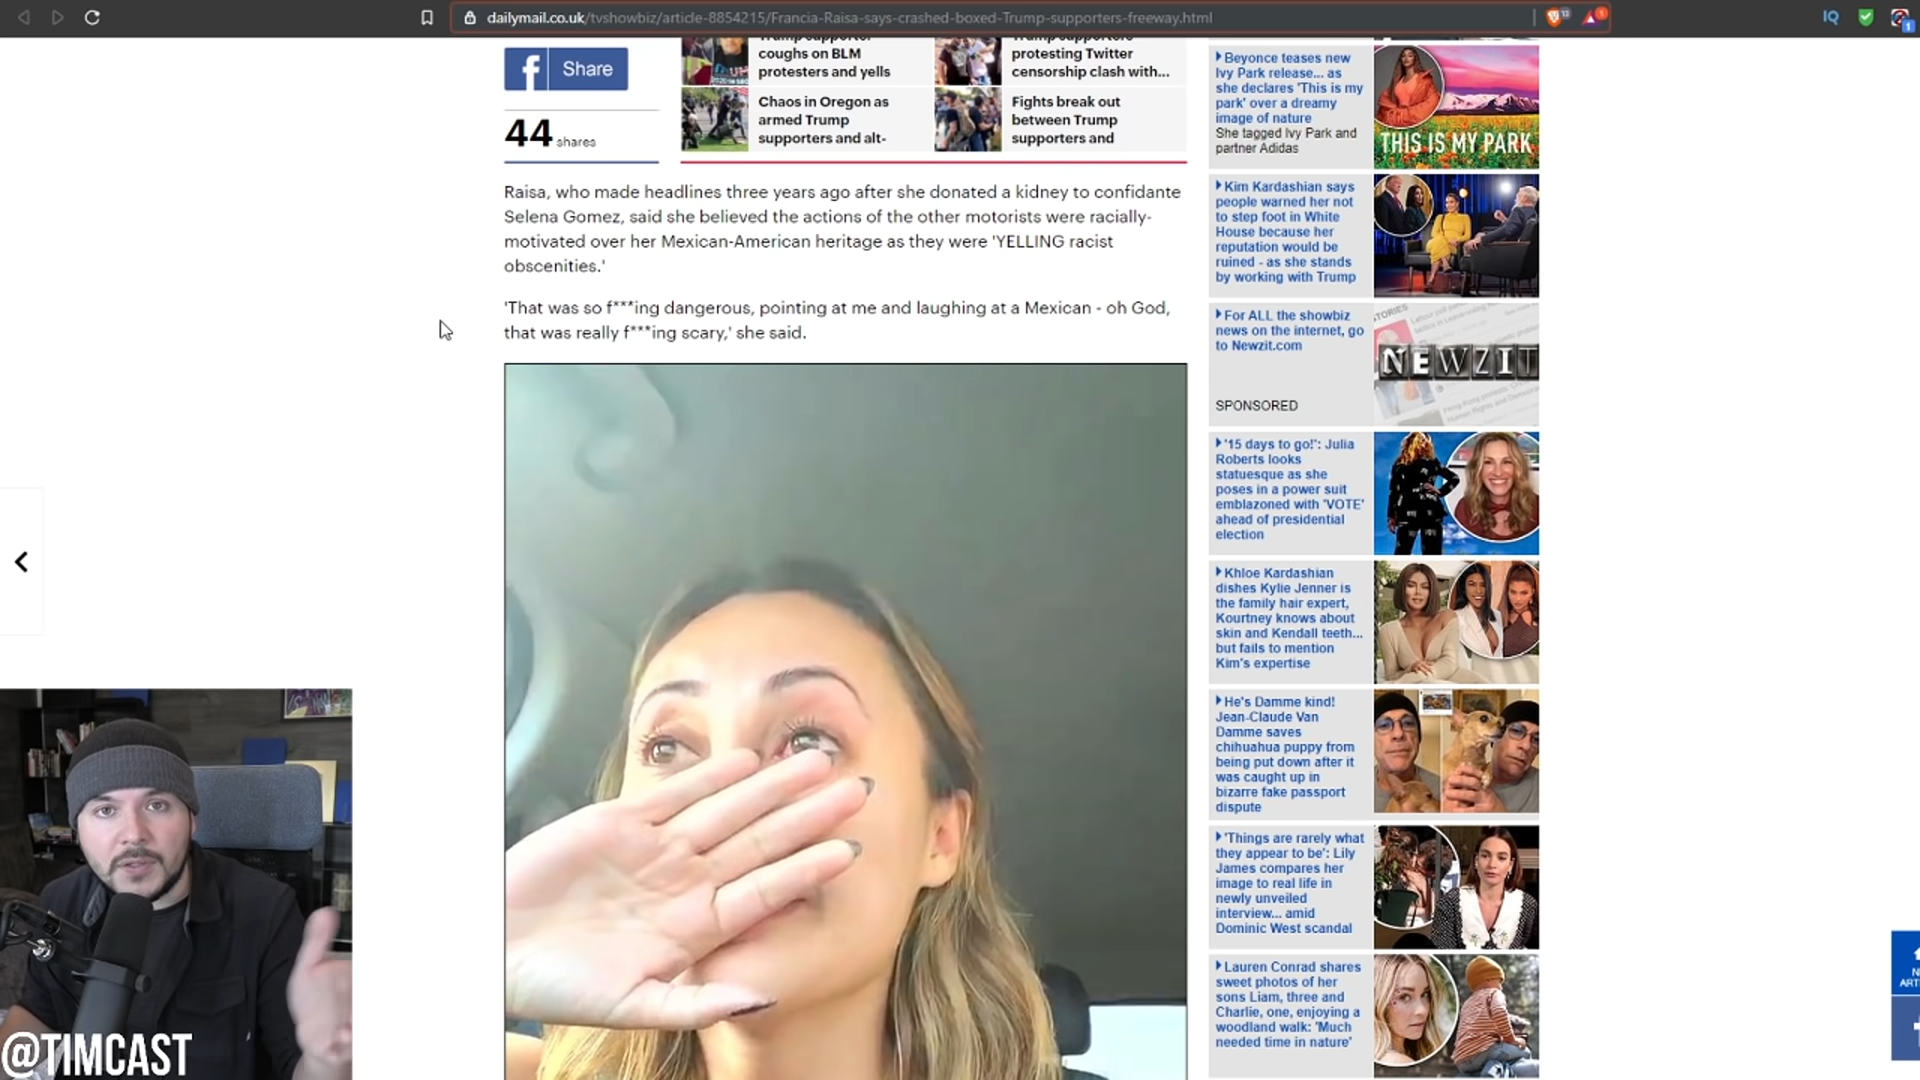 dailymail.co.uk/tvshowbiz/article-8854215/Francia-Raisa-says-crashed-boxed-Trump-supporters-freeway.html
IQ
Share
44 shares
Trump supporter
coughs on BLM
protesters and yells
Trump supporters
protesting Twitter
censorship clash with...
Chaos in Oregon as
armed Trump
supporters and alt-
Fights break out
between Trump
supporters and
Raisa, who made headlines three years ago after she donated a kidney to confidante
Selena Gomez, said she believed the actions of the other motorists were racially-
motivated over her Mexican-American heritage as they were 'YELLING racist
obscenities.'
'That was so f***ing dangerous, pointing at me and laughing at a Mexican - oh God,
that was really f***ing scary,' she said.
Beyonce teases new
Ivy Park release... as
she declares 'This is my
park' over a dreamy
image of nature
She tagged Ivy Park and
partner Adidas
THIS IS MY PARK
Kim Kardashian says
people warned her not
to step foot in White
House because her
reputation would be
ruined - as she stands
by working with Trump
For ALL the showbiz
news on the internet, go
to Newzit.com
SPONSORED
NEWZIT
'15 days to go!': Julia
Roberts looks
statuesque as she
poses in a power suit
emblazoned with 'VOTE'
ahead of presidential
election
Khloe Kardashian
dishes Kylie Jenner is
the family hair expert,
Kourtney knows about
skin and Kendall teeth...
but fails to mention
Kim's expertise
He's Damme kind!
Jean-Claude Van
Damme saves
chihuahua puppy from
being put down after it
was caught up in
bizarre fake passport
dispute
'Things are rarely what
they appear to be': Lily
James compares her
image to real life in
newly unveiled
interview... amid
Dominic West scandal
Lauren Conrad shares
sweet photos of her
sons Liam, three and
Charlie, one, enjoying a
woodland walk: 'Much
needed time in nature'
@TIMCAST